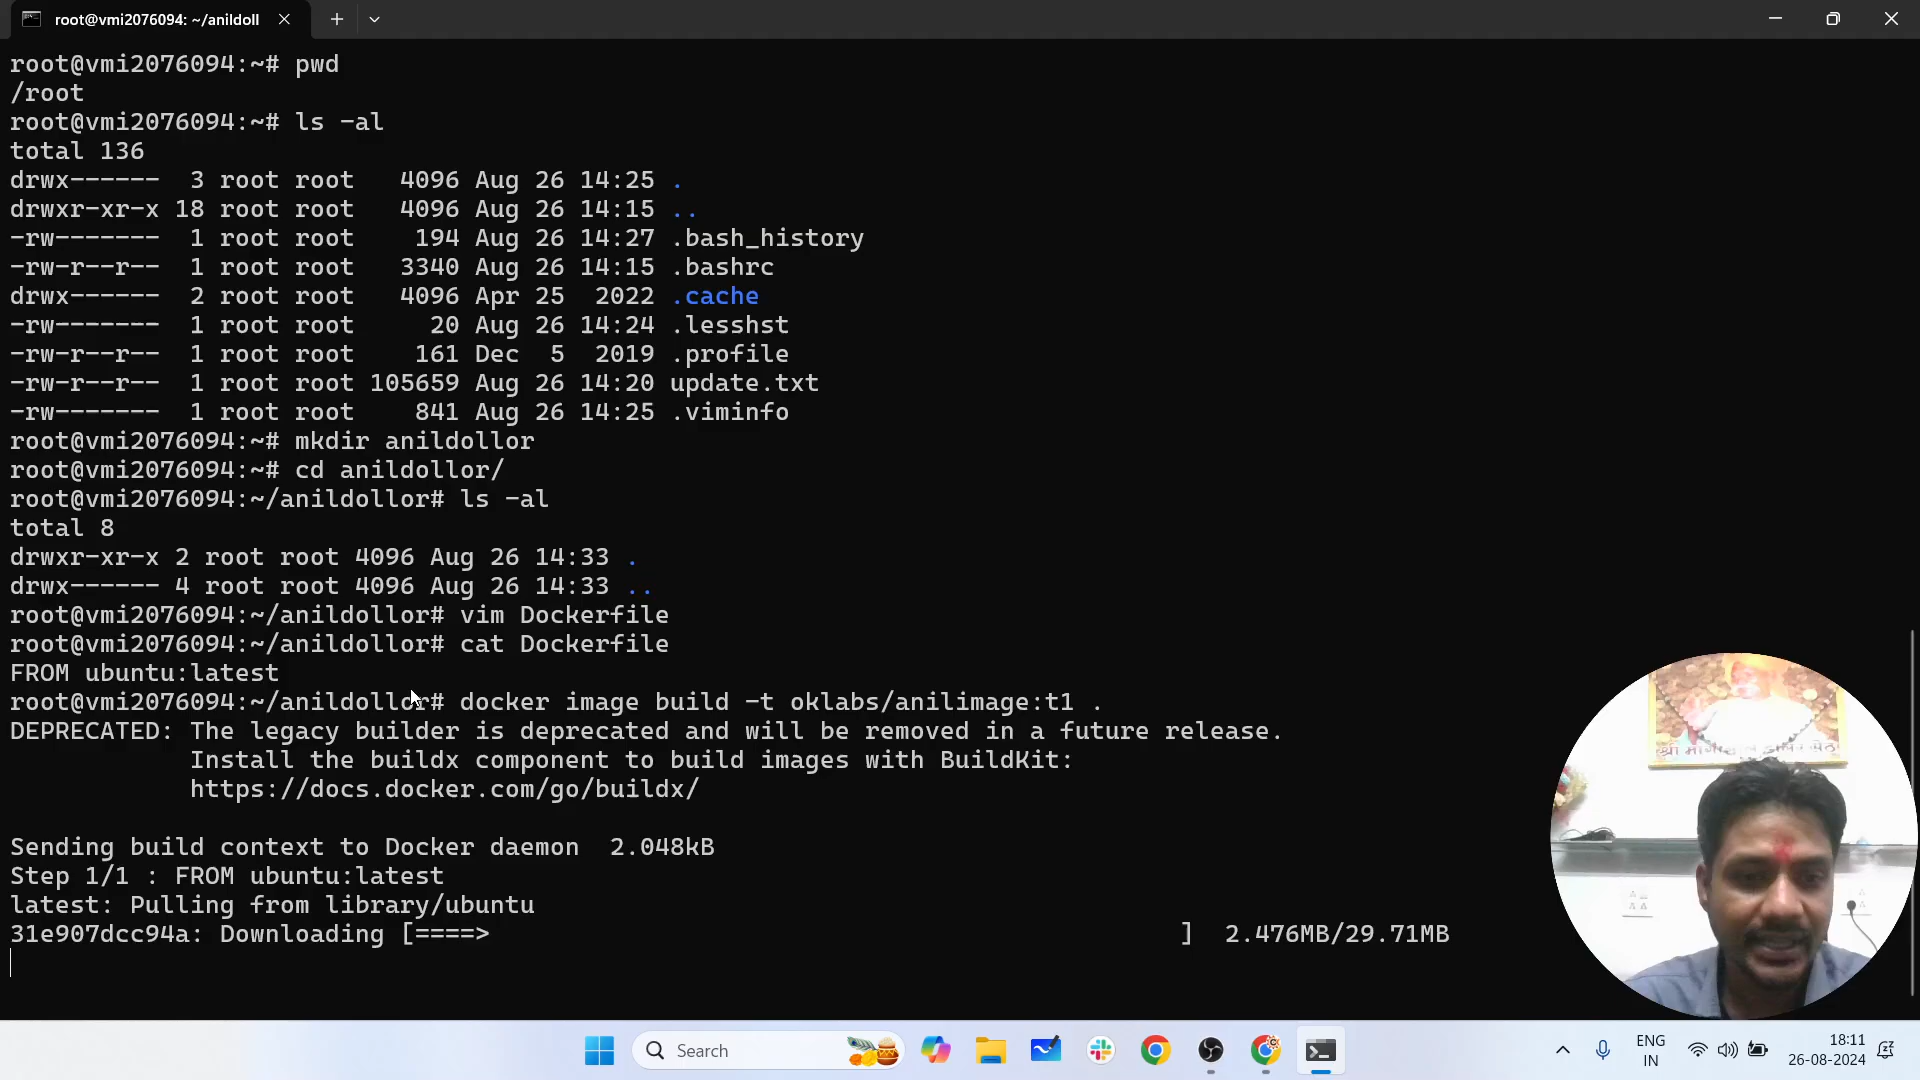 root@vmi2076094: ~/anildoll
root@vmi2076094:~# pwd
/root
root@vmi2076094:~# ls -al
total 136
drwx------  3 root root   4096 Aug 26 14:25 .
drwxr-xr-x 18 root root   4096 Aug 26 14:15 ..
-rw-------  1 root root    194 Aug 26 14:27 .bash_history
-rw-r--r--  1 root root   3340 Aug 26 14:15 .bashrc
drwx------  2 root root   4096 Apr 25  2022 .cache
-rw-------  1 root root     20 Aug 26 14:24 .lesshst
-rw-r--r--  1 root root    161 Dec  5  2019 .profile
-rw-r--r--  1 root root 105659 Aug 26 14:20 update.txt
-rw-------  1 root root    841 Aug 26 14:25 .viminfo
root@vmi2076094:~# mkdir anildollor
root@vmi2076094:~# cd anildollor/
root@vmi2076094:~/anildollor# ls -al
total 8
drwxr-xr-x 2 root root 4096 Aug 26 14:33 .
drwx------ 4 root root 4096 Aug 26 14:33 ..
root@vmi2076094:~/anildollor# vim Dockerfile
root@vmi2076094:~/anildollor# cat Dockerfile
FROM ubuntu:latest
root@vmi2076094:~/anildollor# docker image build -t oklabs/anilimage:t1 .
DEPRECATED: The legacy builder is deprecated and will be removed in a future release.
            Install the buildx component to build images with BuildKit:
            https://docs.docker.com/go/buildx/
Sending build context to Docker daemon  2.048kB
Step 1/1 : FROM ubuntu:latest
latest: Pulling from library/ubuntu
31e907dcc94a: Downloading [====>                                              ]  2.476MB/29.71MB
Search
ENG
IN
18:11
26-08-2024